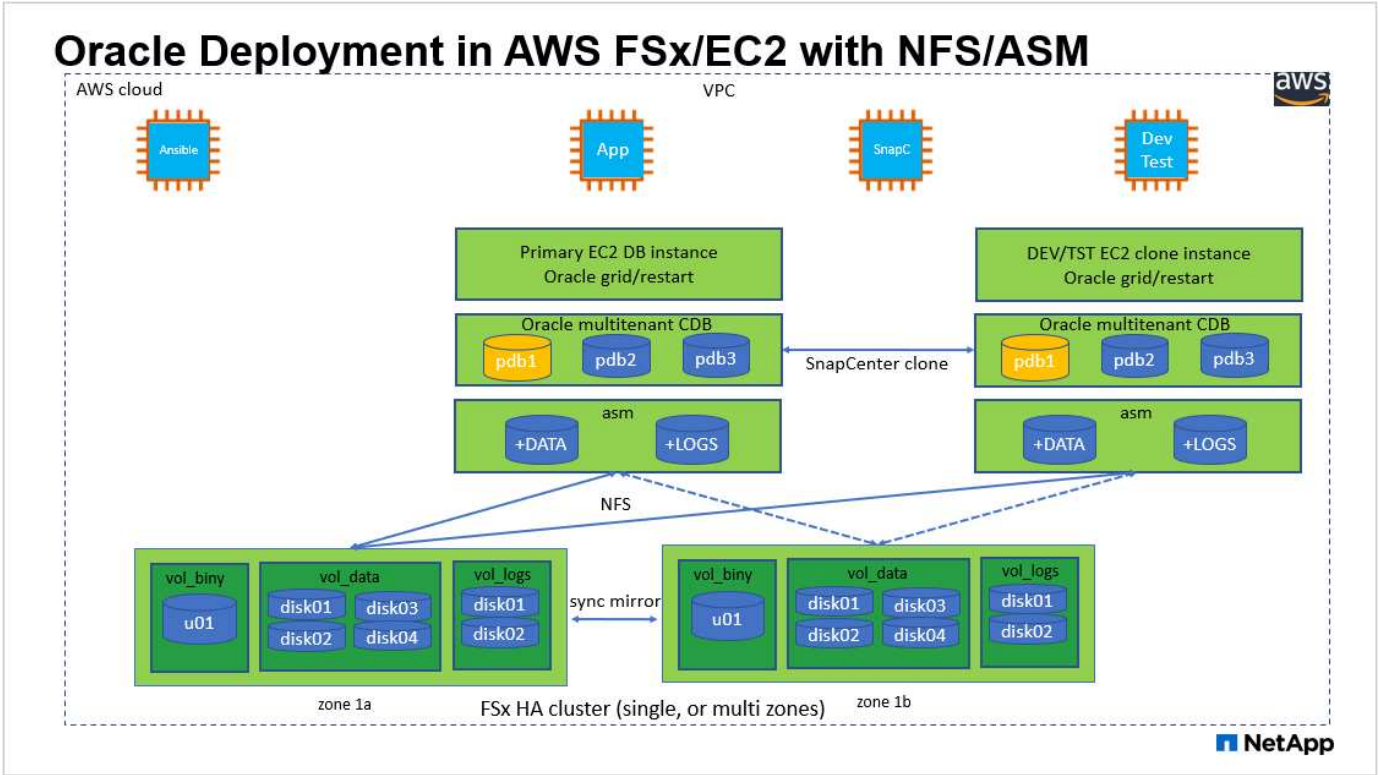 Oracle Deployment in AWS FSx/EC2 with NFS/ASM
AWS cloud
VPC
aws
Ansible
App
SnapC
Dev
Test
Primary EC2 DB instance
Oracle grid/restart
DEV/TST EC2 clone instance
Oracle grid/restart
Oracle multitenant CDB
pdb1
pdb2
pdb3
SnapCenter clone
Oracle multitenant CDB
pdb1
pdb2
pdb3
asm
+DATA
+LOGS
asm
+DATA
+LOGS
NFS
vol_biny
u01
vol_data
disk01
disk03
disk02
disk04
vol_logs
disk01
disk02
sync mirror
vol_biny
u01
vol_data
disk01
disk03
disk02
disk04
vol_logs
disk01
disk02
zone 1a
FSx HA cluster (single, or multi zones)
zone 1b
NetApp